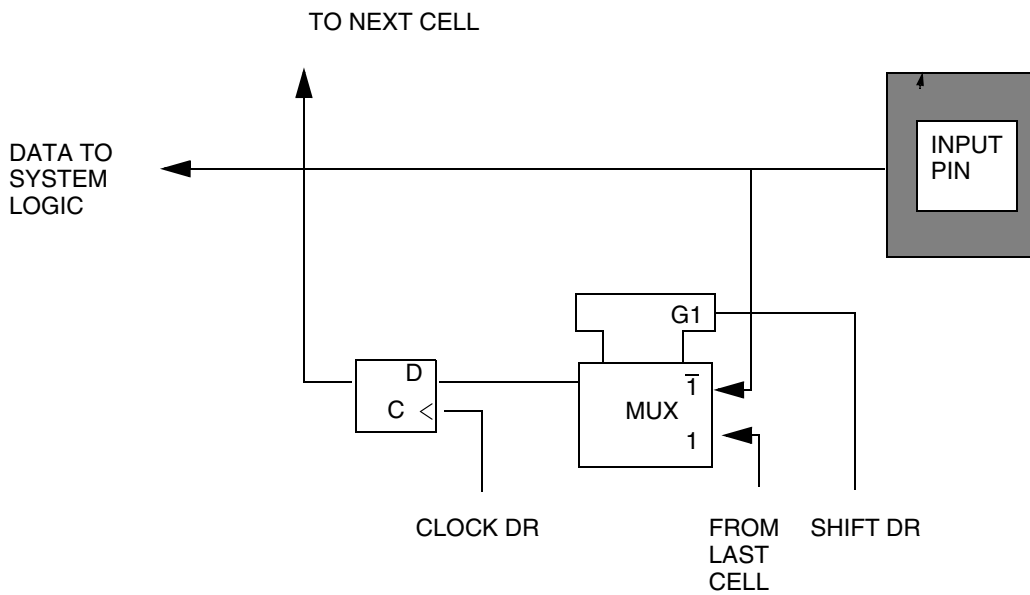 TO NEXT CELL
DATA TO
SYSTEM
LOGIC
INPUT
PIN
G1
D
C
MUX
1̅
1
CLOCK DR
FROM
LAST
CELL
SHIFT DR